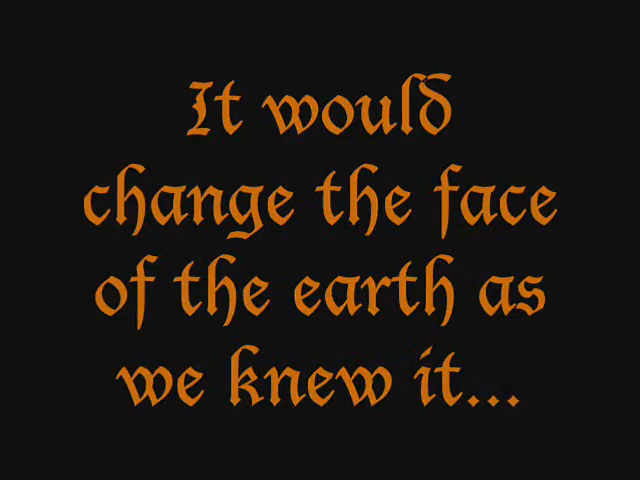 It would
change the face
of the earth as
we knew it...